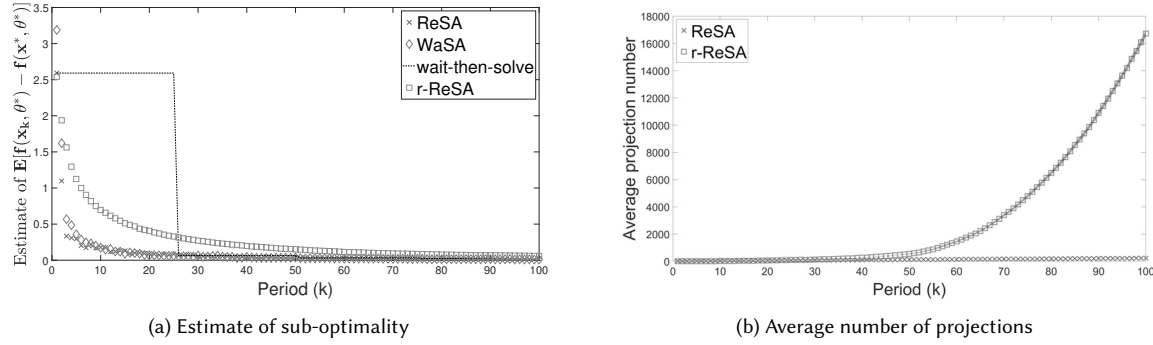 Estimate of E[f(x_k, θ*) − f(x*, θ*)]
3.5
3
2.5
2
1.5
1
0.5
0
0 10 20 30 40 50 60 70 80 90 100
Period (k)
ReSA
WaSA
wait-then-solve
r-ReSA
(a) Estimate of sub-optimality
Average projection number
18000
16000
14000
12000
10000
8000
6000
4000
2000
0
1 10 20 30 40 50 60 70 80 90 100
Period (k)
ReSA
r-ReSA
(b) Average number of projections